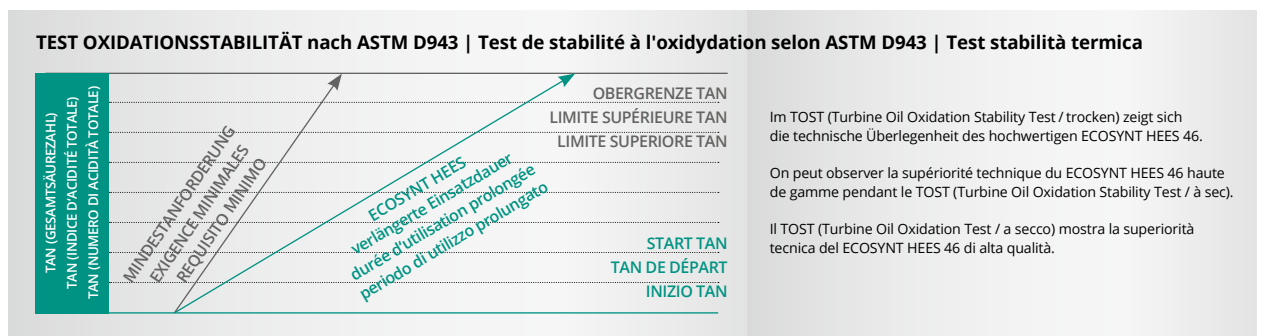 TEST OXIDATIONSSTABILITÄT nach ASTM D943 | Test de stabilité à l'oxidydation selon ASTM D943 | Test stabilità termica
TAN (GESAMTSÄUREZAHL)
TAN (INDICE D'ACIDITÉ TOTALE)
TAN (NUMERO DI ACIDITÀ TOTALE)
MINDESTANFORDERUNG
EXIGENCE MINIMALES
REQUISITO MINIMO
ECOSYNT HEES
verlängerte Einsatzdauer
durée d'utilisation prolongée
periodo di utilizzo prolungato
OBERGRENZE TAN
LIMITE SUPÉRIEURE TAN
LIMITE SUPERIORE TAN
START TAN
TAN DE DÉPART
INIZIO TAN
Im TOST (Turbine Oil Oxidation Stability Test / trocken) zeigt sich
die technische Überlegenheit des hochwertigen ECOSYNT HEES 46.
On peut observer la supériorité technique du ECOSYNT HEES 46 haute
de gamme pendant le TOST (Turbine Oil Oxidation Stability Test / à sec).
Il TOST (Turbine Oil Oxidation Test / a secco) mostra la superiorità
tecnica del ECOSYNT HEES 46 di alta qualità.